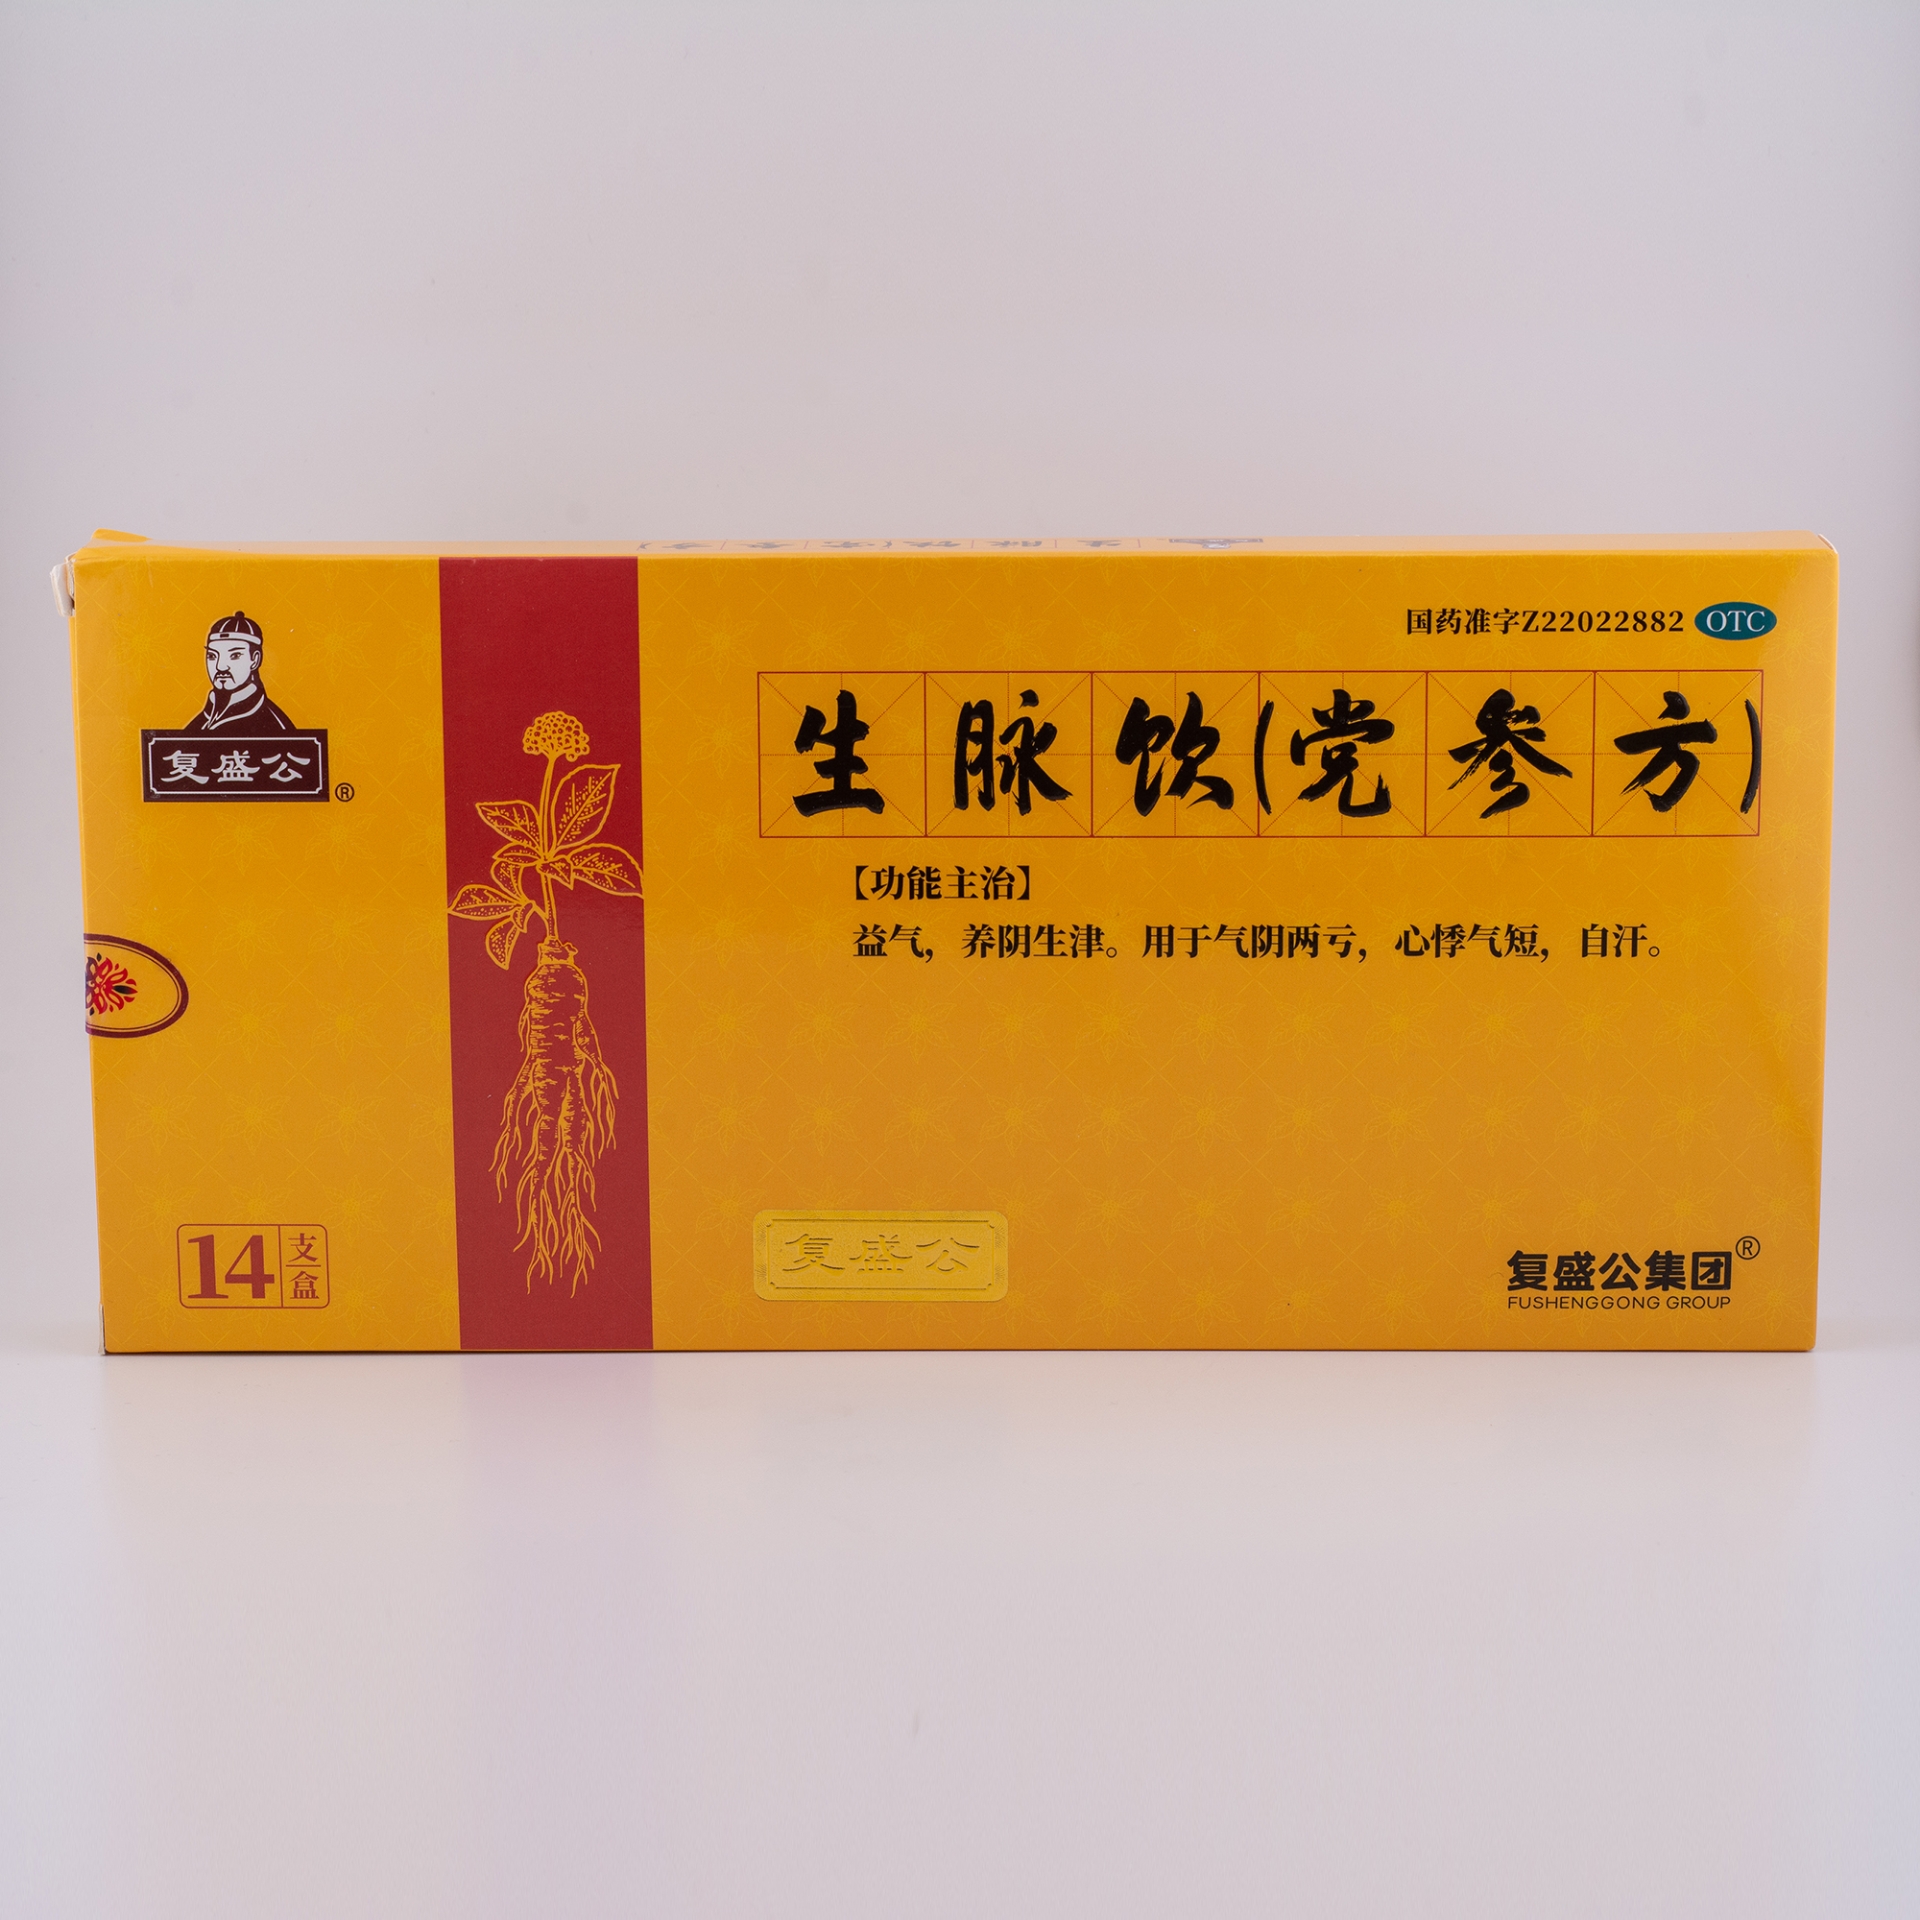 国药准字Z22022882 OTC
复盛公®
生脉饮(党参方)
【功能主治】
益气，养阴生津。用于气阴两亏，心悸气短，自汗。
14支/盒
复盛公
复盛公集团®
FUSHENGGONG GROUP